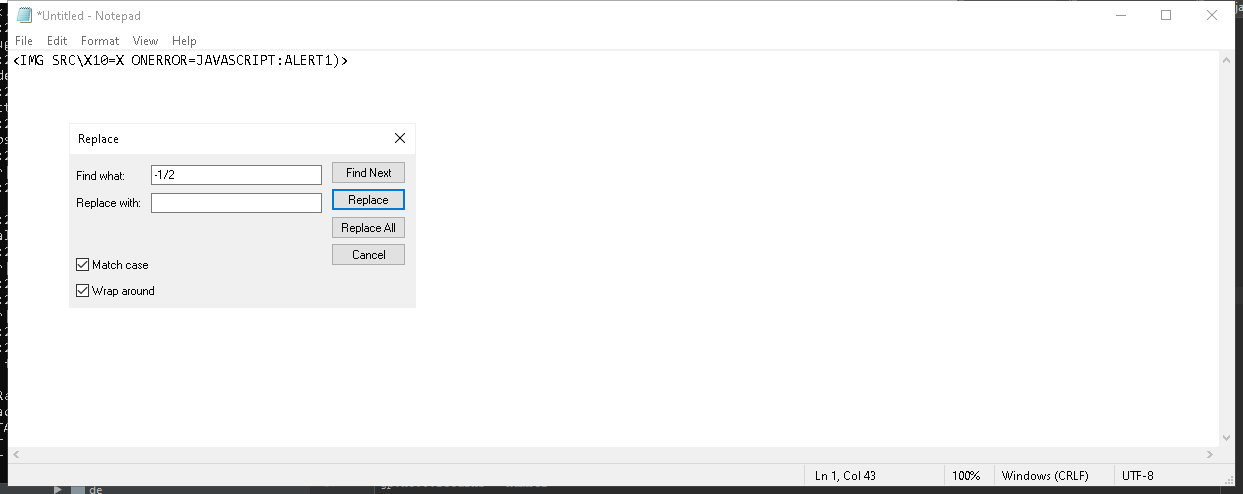 *Untitled - Notepad
File Edit Format View Help
<IMG SRC\X10=X ONERROR=JAVASCRIPT:ALERT1)>
Replace
Find what: -1/2 Find Next
Replace with: Replace
Replace All
Cancel
Match case
Wrap around
Ln 1, Col 43 100% Windows (CRLF) UTF-8
de